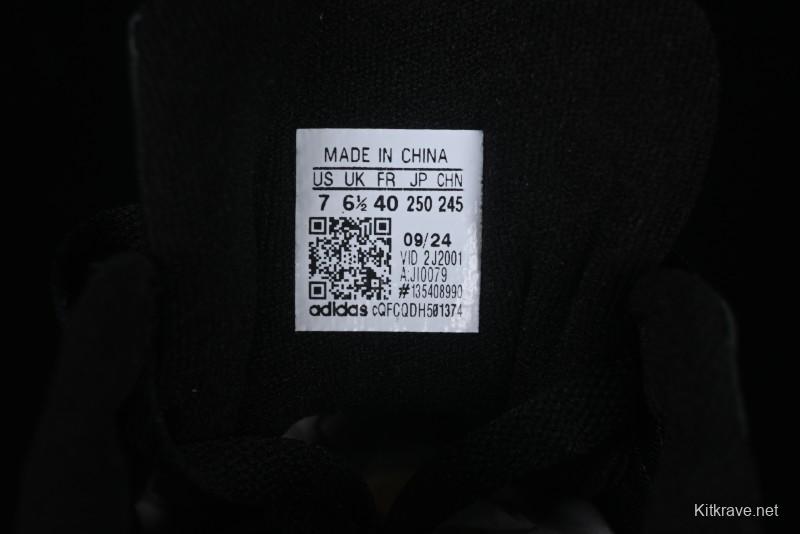 MADE IN CHINA
US UK FR JP CHN
7 6½ 40 250 245
09/24
VID 2J2001
A:JI0079
#135408990
adidas cQFCQDH501374
Kitkrave.net